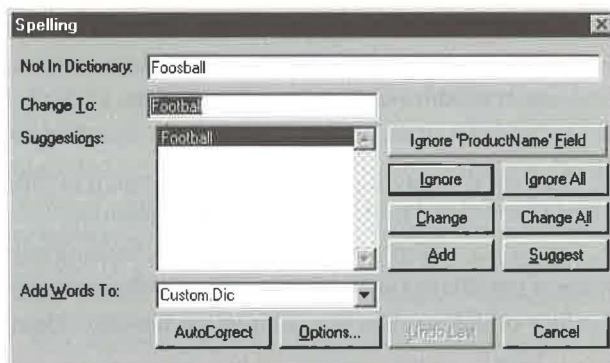 Spelling
Not In Dictionary: Foosball
Change To: Football
Suggestions: Football
Ignore 'ProductName' Field
Ignore Ignore All
Change Change All
Add Suggest
Add Words To: Custom.Dic
AutoCorrect Options... Undo Last Cancel